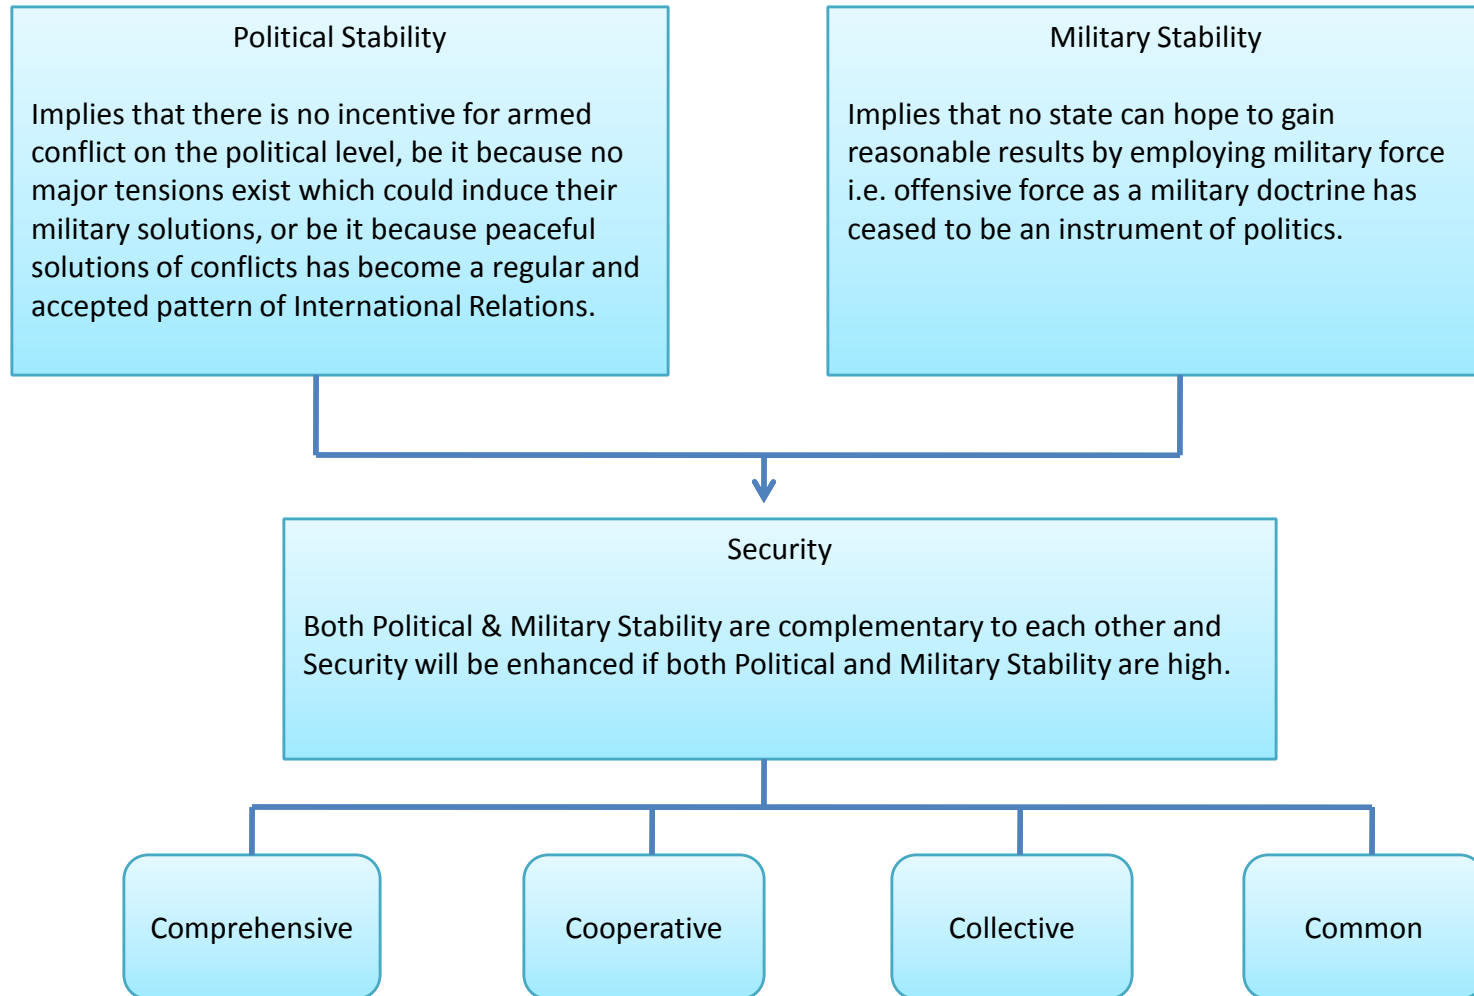 Political Stability
Implies that there is no incentive for armed
conflict on the political level, be it because no
major tensions exist which could induce their
military solutions, or be it because peaceful
solutions of conflicts has become a regular and
accepted pattern of International Relations.
Military Stability
Implies that no state can hope to gain
reasonable results by employing military force
i.e. offensive force as a military doctrine has
ceased to be an instrument of politics.
Security
Both Political & Military Stability are complementary to each other and
Security will be enhanced if both Political and Military Stability are high.
Comprehensive
Cooperative
Collective
Common